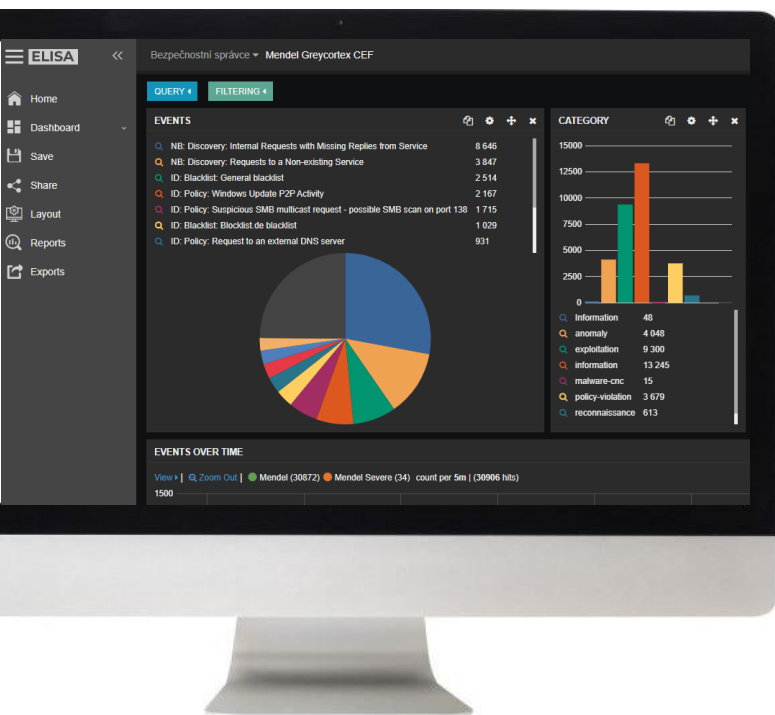 ELISA
Bezpečnostní správce Mendel Greycortex CEF
Home
Dashboard
Save
Share
Layout
Reports
Exports
QUERY
FILTERING
EVENTS
NB: Discovery: Internal Requests with Missing Replies from Service 8 646
NB: Discovery: Requests to a Non-existing Service 3 847
ID: Blacklist: General blacklist 2 514
ID: Policy: Windows Update P2P Activity 2 167
ID: Policy: Suspicious SMB multicast request - possible SMB scan on port 138 1 715
ID: Blacklist: Blocklist.de blacklist 1 029
ID: Policy: Request to an external DNS server 931
CATEGORY
15000
12500
10000
7500
5000
2500
0
Information 48
anomaly 4 048
exploitation 9 300
information 13 245
malware-cnc 15
policy-violation 3 679
reconnaissance 613
EVENTS OVER TIME
View | Zoom Out | Mendel (30872) Mendel Severe (34) count per 5m | (30906 hits)
1500